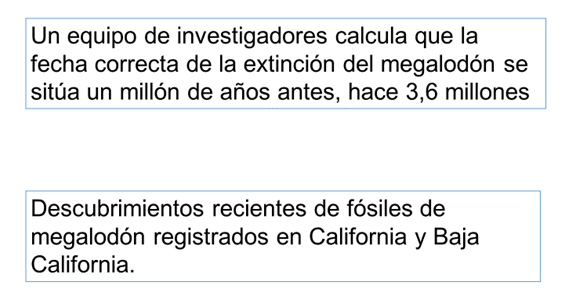 Un equipo de investigadores calcula que la
fecha correcta de la extinción del megalodón se
sitúa un millón de años antes, hace 3,6 millones
Descubrimientos recientes de fósiles de
megalodón registrados en California y Baja
California.